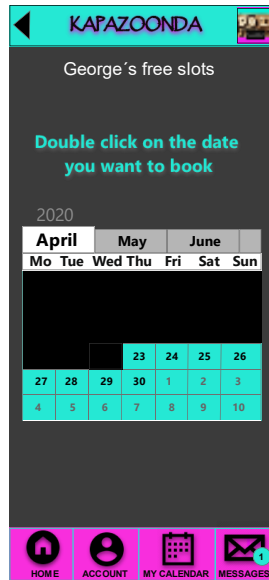 KAPAZOONDA
George´s free slots
Double click on the date
you want to book
2020
April May June
Mo Tue Wed Thu Fri Sat Sun
23 24 25 26
27 28 29 30 1 2 3
4 5 6 7 8 9 10
1
HOME ACCOUNT MY CALENDAR MESSAGES